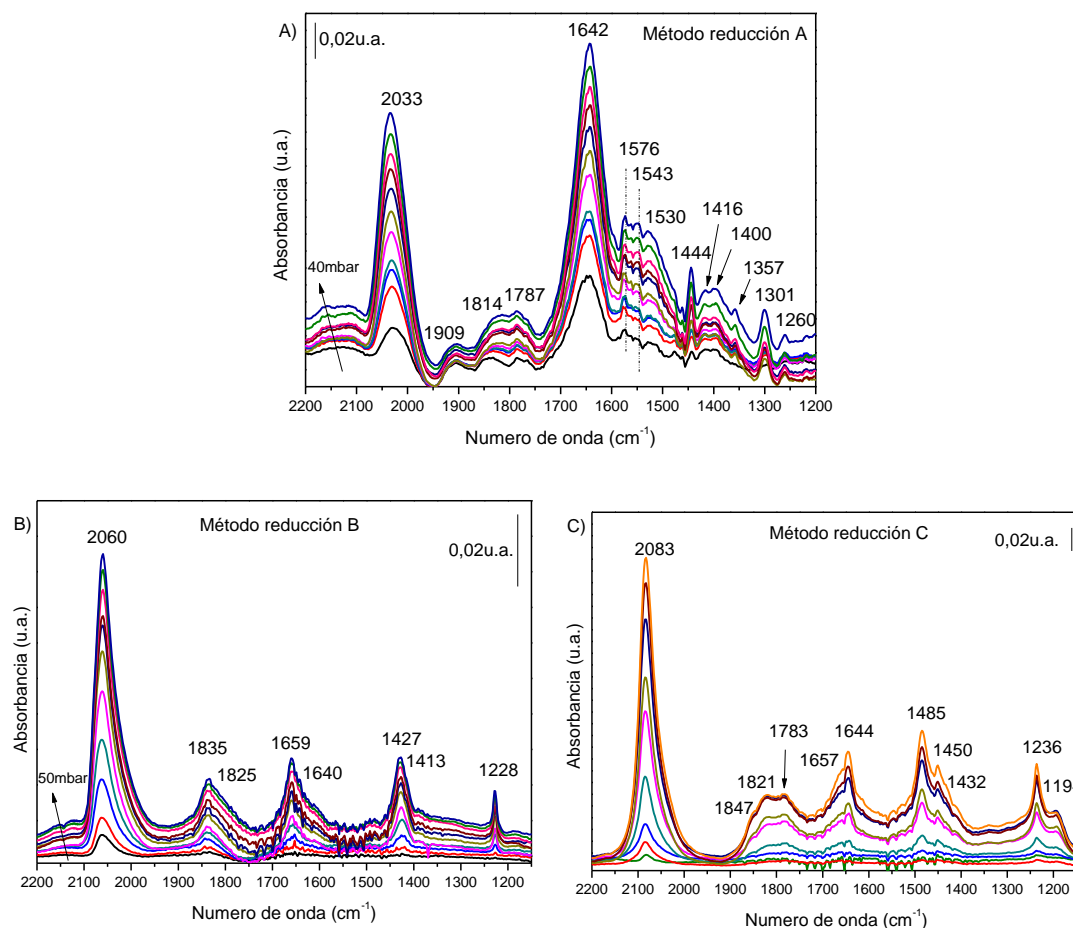 A)
0,02u.a.
Método reducción A
1642
2033
1576
1543
1530
1416
1400
1444
1357
1301
1260
40mbar
1909
1814
1787
Absorbancia (u.a.)
2200 2100 2000 1900 1800 1700 1600 1500 1400 1300 1200
Numero de onda (cm-1)
B)
Método reducción B
0,02u.a.
2060
1835
1825
1659
1640
1427
1413
1228
50mbar
Absorbancia (u.a.)
2200 2100 2000 1900 1800 1700 1600 1500 1400 1300 1200
Numero de onda (cm-1)
C)
Método reducción C
0,02u.a.
2083
1847
1821
1783
1657
1644
1485
1450
1432
1236
Absorbancia (u.a.)
2200 2100 2000 1900 1800 1700 1600 1500 1400 1300 1200
Numero de onda (cm-1)